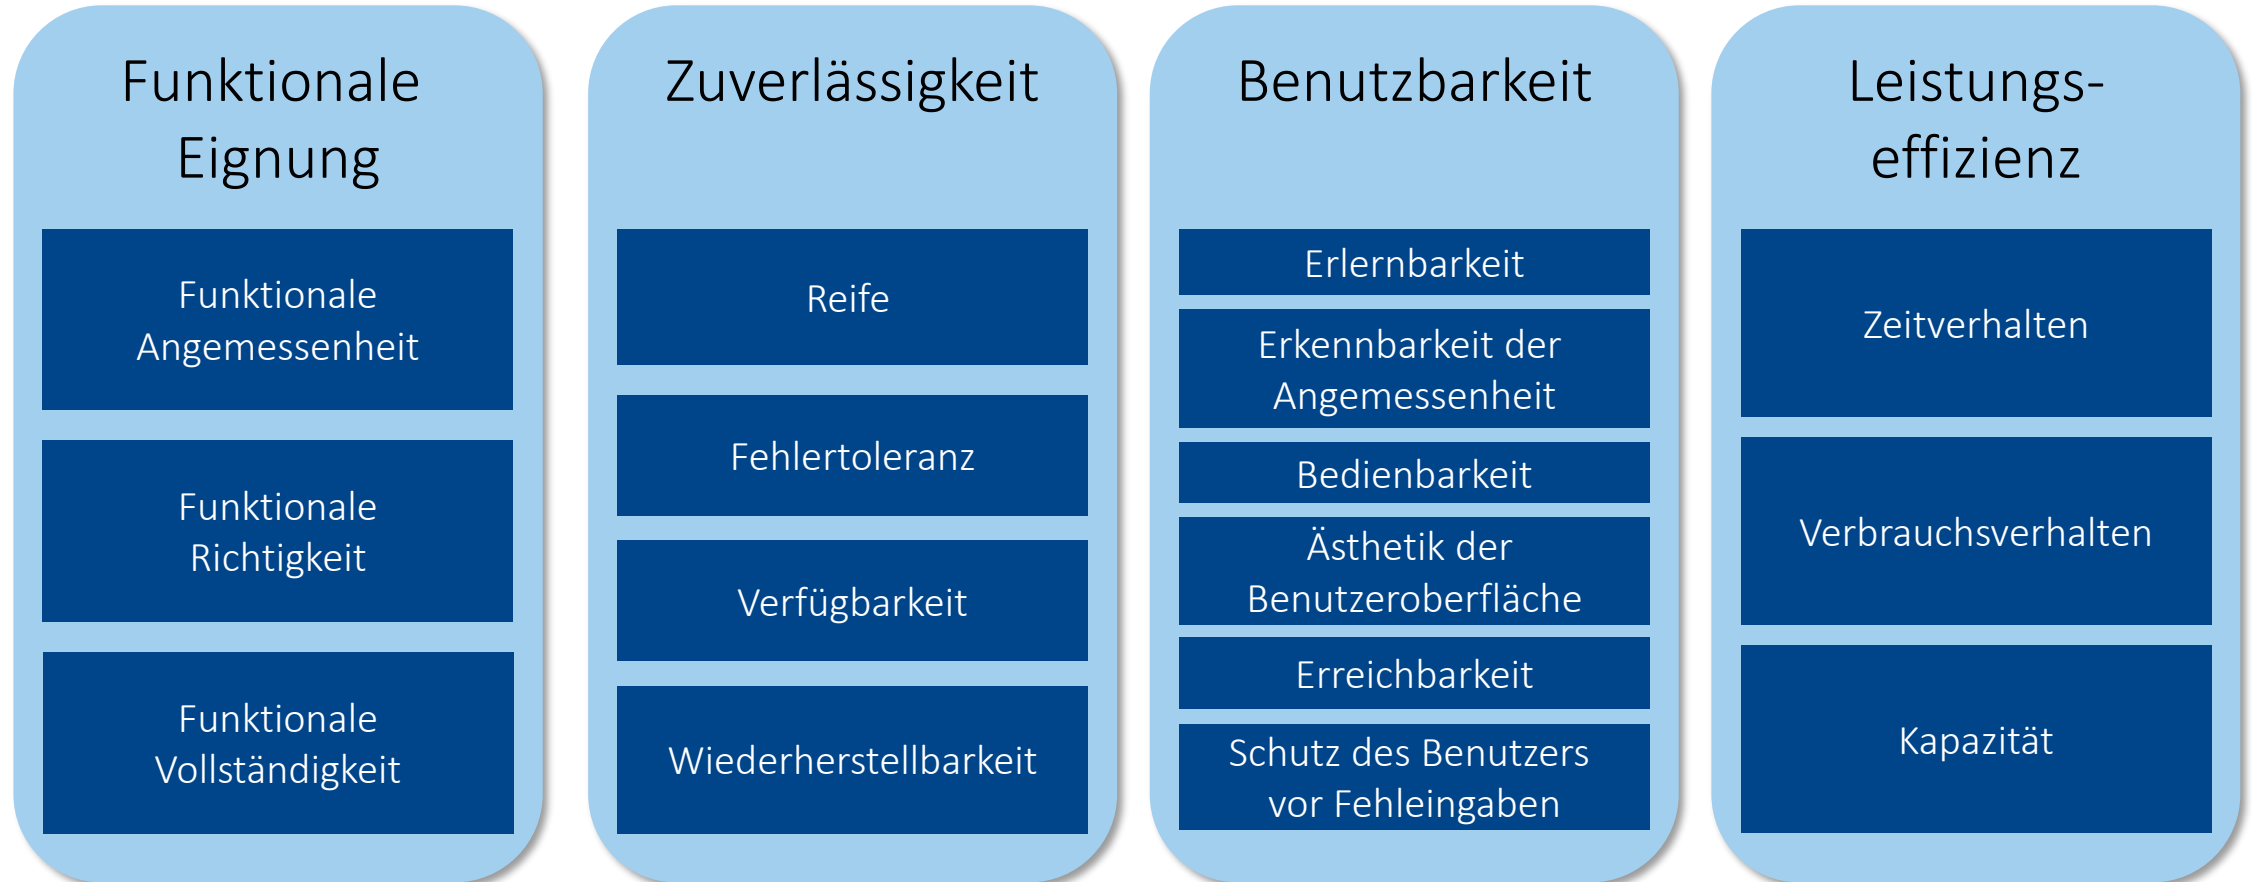 Funktionale
Eignung
Funktionale
Angemessenheit
Funktionale
Richtigkeit
Funktionale
Vollständigkeit
Zuverlässigkeit
Reife
Fehlertoleranz
Verfügbarkeit
Wiederherstellbarkeit
Benutzbarkeit
Erlernbarkeit
Erkennbarkeit der
Angemessenheit
Bedienbarkeit
Ästhetik der
Benutzeroberfläche
Erreichbarkeit
Schutz des Benutzers
vor Fehleingaben
Leistungs-
effizienz
Zeitverhalten
Verbrauchsverhalten
Kapazität